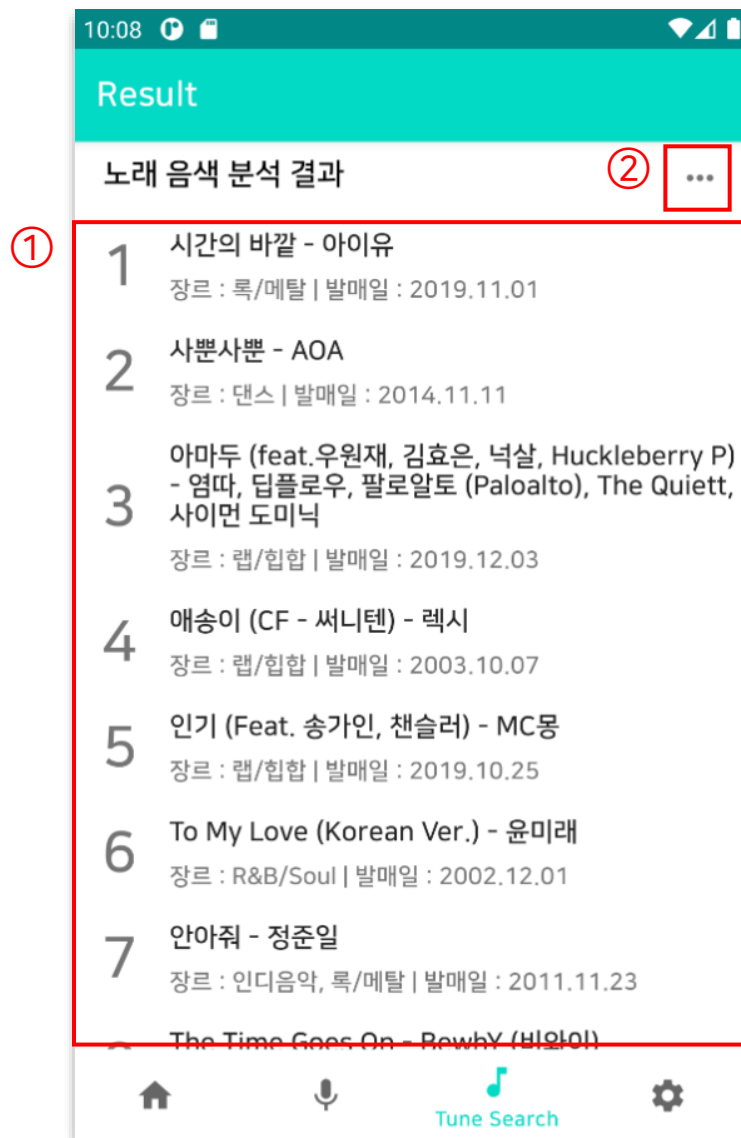 10:08
Result
노래 음색 분석 결과
②
①
1
시간의 바깥 - 아이유
장르 : 록/메탈 | 발매일 : 2019.11.01
2
사뿐사뿐 - AOA
장르 : 댄스 | 발매일 : 2014.11.11
3
아마두 (feat.우원재, 김효은, 넉살, Huckleberry P)
- 염따, 딥플로우, 팔로알토 (Paloalto), The Quiett,
사이먼 도미닉
장르 : 랩/힙합 | 발매일 : 2019.12.03
4
애송이 (CF - 써니텐) - 렉시
장르 : 랩/힙합 | 발매일 : 2003.10.07
5
인기 (Feat. 송가인, 챈슬러) - MC몽
장르 : 랩/힙합 | 발매일 : 2019.10.25
6
To My Love (Korean Ver.) - 윤미래
장르 : R&B/Soul | 발매일 : 2002.12.01
7
안아줘 - 정준일
장르 : 인디음악, 록/메탈 | 발매일 : 2011.11.23
The Time Goes On - BewhY (비와이)
Tune Search